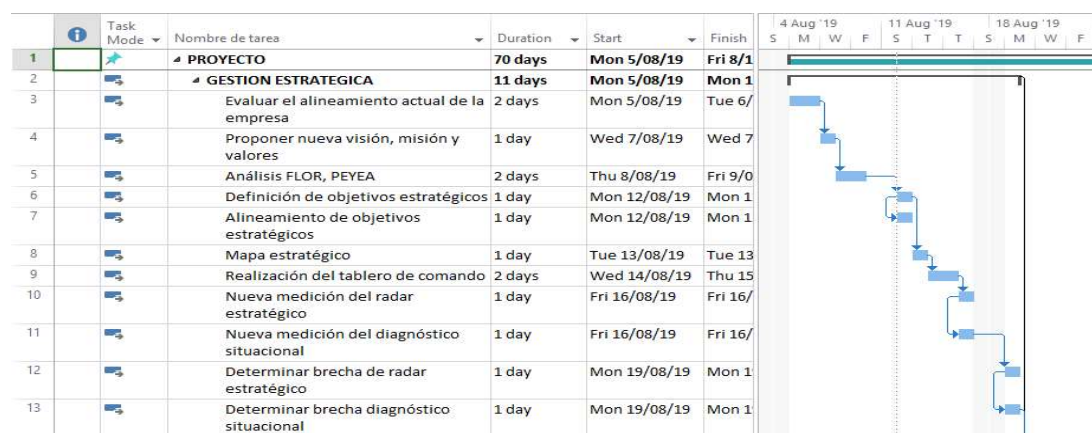 Task Mode Nombre de tarea Duration Start Finish 4 Aug '19 11 Aug '19 18 Aug '19
S M W F S T T S M W F
1 PROYECTO 70 days Mon 5/08/19 Fri 8/1
2 GESTION ESTRATEGICA 11 days Mon 5/08/19 Mon 1
3 Evaluar el alineamiento actual de la 2 days Mon 5/08/19 Tue 6/
empresa
4 Proponer nueva visión, misión y 1 day Wed 7/08/19 Wed 7
valores
5 Análisis FLOR, PEYEA 2 days Thu 8/08/19 Fri 9/0
6 Definición de objetivos estratégicos 1 day Mon 12/08/19 Mon 1
7 Alineamiento de objetivos 1 day Mon 12/08/19 Mon 1
estratégicos
8 Mapa estratégico 1 day Tue 13/08/19 Tue 13
9 Realización del tablero de comando 2 days Wed 14/08/19 Thu 15
10 Nueva medición del radar 1 day Fri 16/08/19 Fri 16/
estratégico
11 Nueva medición del diagnóstico 1 day Fri 16/08/19 Fri 16/
situacional
12 Determinar brecha de radar 1 day Mon 19/08/19 Mon 1
estratégico
13 Determinar brecha diagnóstico 1 day Mon 19/08/19 Mon 1
situacional